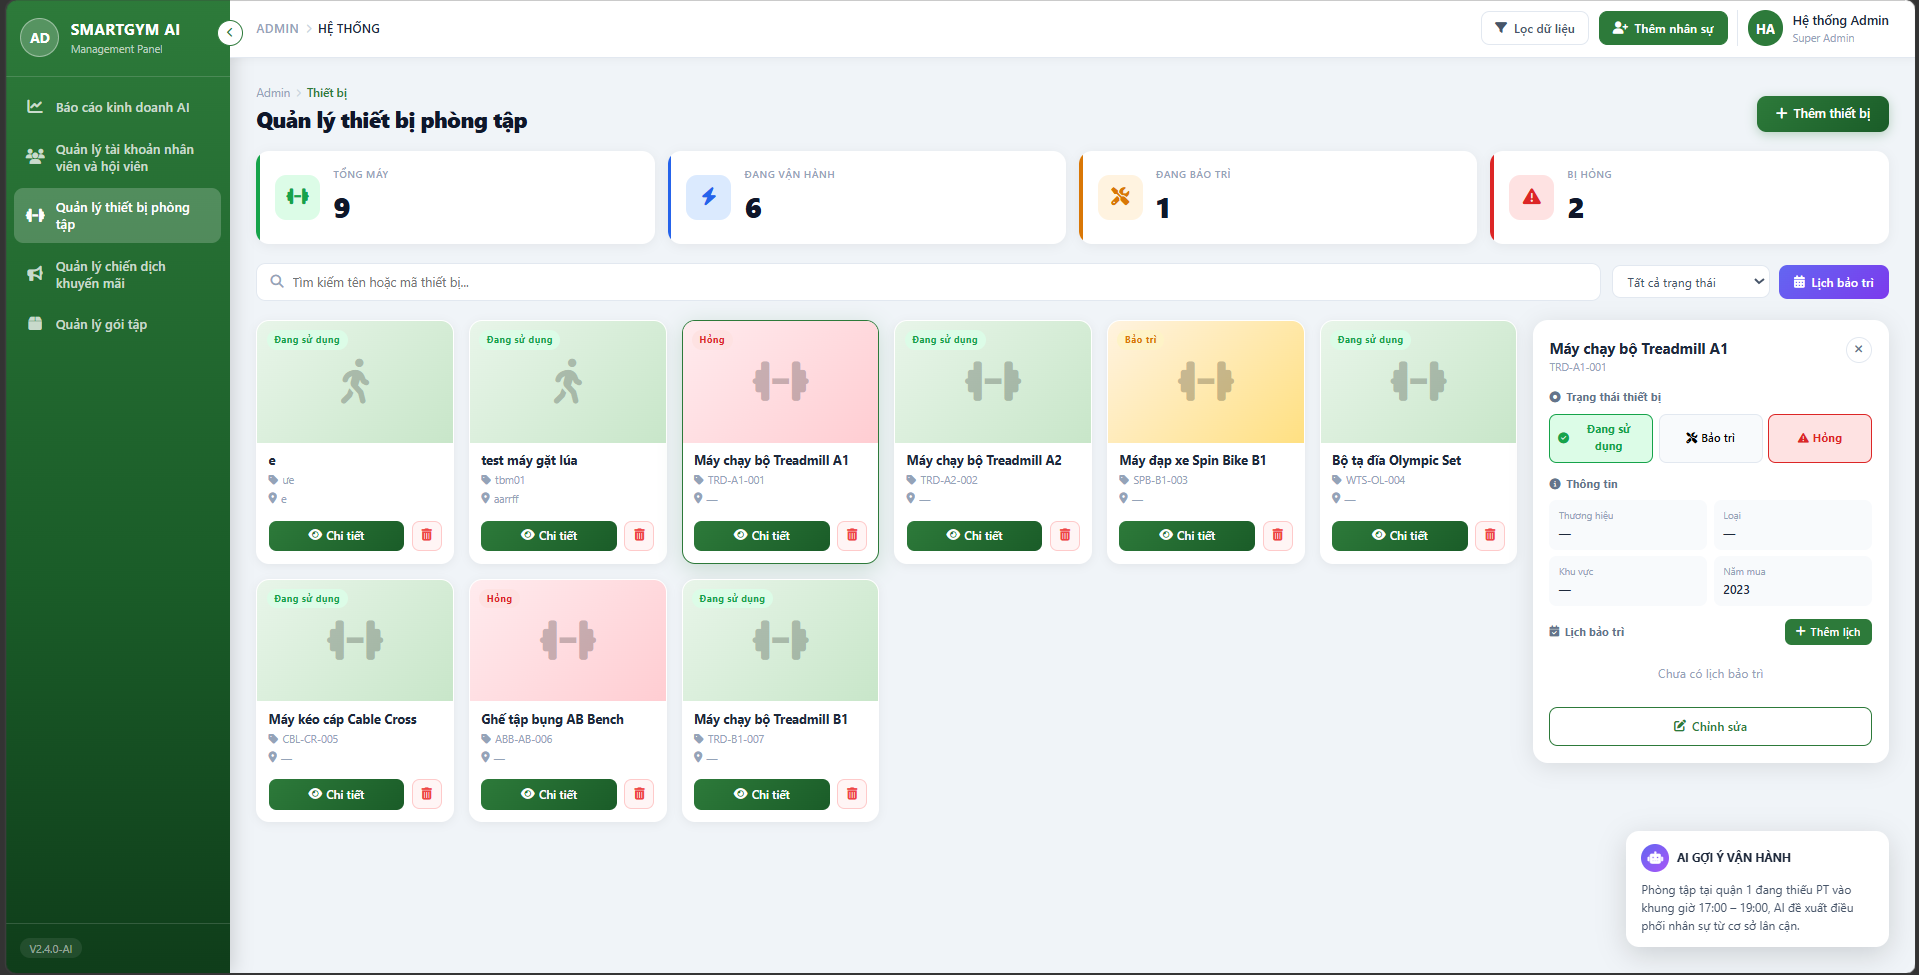 AD
SMARTGYM AI
Management Panel
Báo cáo kinh doanh AI
Quản lý tài khoản nhân
viên và hội viên
Quản lý thiết bị phòng
tập
Quản lý chiến dịch
khuyến mãi
Quản lý gói tập
V2.4.0-AI
ADMIN
HỆ THỐNG
Lọc dữ liệu
Thêm nhân sự
HA
Hệ thống Admin
Super Admin
Admin
Thiết bị
Quản lý thiết bị phòng tập
+ Thêm thiết bị
TỔNG MÁY
9
ĐANG VẬN HÀNH
6
ĐANG BẢO TRÌ
1
BỊ HỎNG
2
Tìm kiếm tên hoặc mã thiết bị...
Tất cả trạng thái
Lịch bảo trì
Đang sử dụng
e
ưe
e
Chi tiết
Đang sử dụng
test máy gặt lúa
tbm01
aarrff
Chi tiết
Hỏng
Máy chạy bộ Treadmill A1
TRD-A1-001
—
Chi tiết
Đang sử dụng
Máy chạy bộ Treadmill A2
TRD-A2-002
—
Chi tiết
Bảo trì
Máy đạp xe Spin Bike B1
SPB-B1-003
—
Chi tiết
Đang sử dụng
Bộ tạ đĩa Olympic Set
WTS-OL-004
—
Chi tiết
Đang sử dụng
Máy kéo cáp Cable Cross
CBL-CR-005
—
Chi tiết
Hỏng
Ghế tập bụng AB Bench
ABB-AB-006
—
Chi tiết
Đang sử dụng
Máy chạy bộ Treadmill B1
TRD-B1-007
—
Chi tiết
Máy chạy bộ Treadmill A1
TRD-A1-001
Trạng thái thiết bị
Đang sử
dụng
Bảo trì
Hỏng
Thông tin
Thương hiệu
—
Loại
—
Khu vực
—
Năm mua
2023
Lịch bảo trì
+ Thêm lịch
Chưa có lịch bảo trì
Chỉnh sửa
AI GỢI Ý VẬN HÀNH
Phòng tập tại quận 1 đang thiếu PT vào
khung giờ 17:00 – 19:00, AI đề xuất điều
phối nhân sự từ cơ sở lân cận.